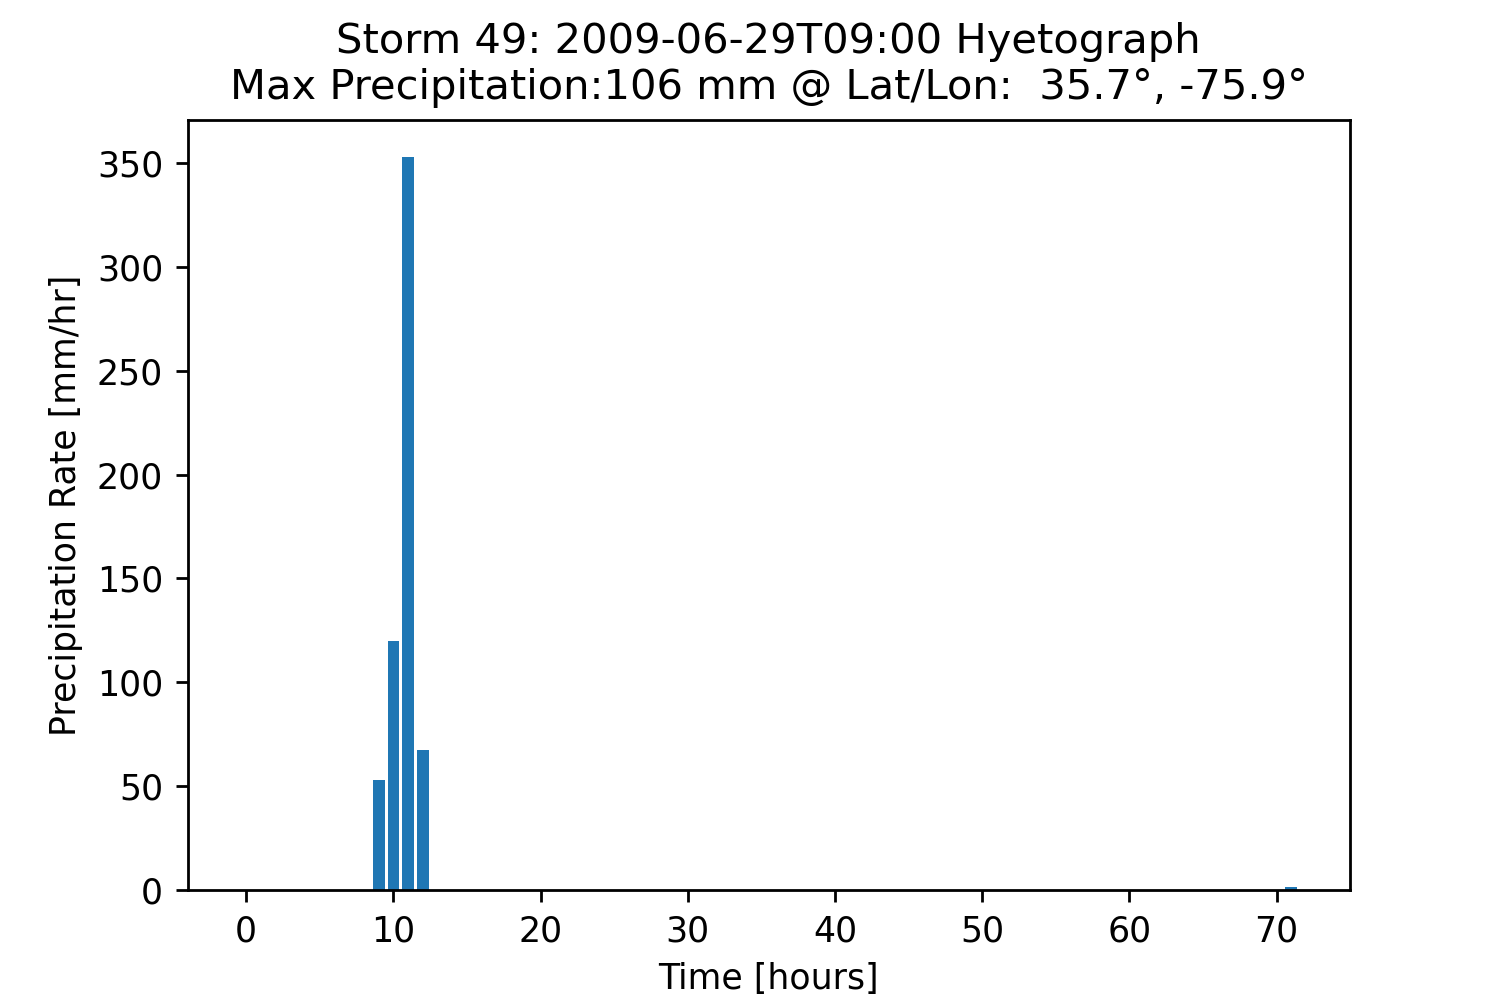 Storm 49: 2009-06-29T09:00 Hyetograph
Max Precipitation:106 mm @ Lat/Lon:  35.7°, -75.9°
350
300
250
200
150
100
50
0
Precipitation Rate [mm/hr]
0 10 20 30 40 50 60 70
Time [hours]